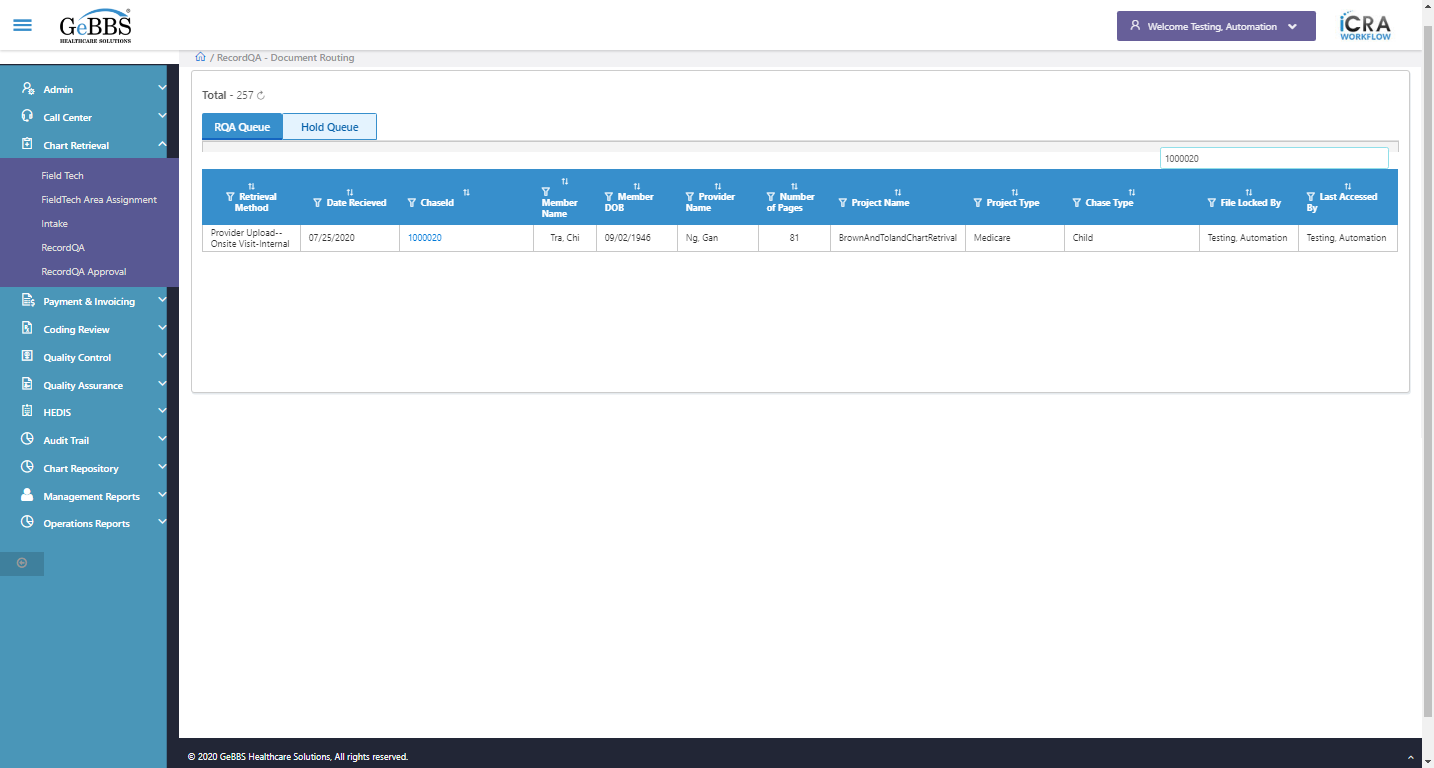 GeBBS
HEALTHCARE SOLUTIONS
Welcome Testing, Automation
iCRA
WORKFLOW
/ RecordQA - Document Routing
Admin
Call Center
Chart Retrieval
Field Tech
FieldTech Area Assignment
Intake
RecordQA
RecordQA Approval
Payment & Invoicing
Coding Review
Quality Control
Quality Assurance
HEDIS
Audit Trail
Chart Repository
Management Reports
Operations Reports
Total - 257
RQA Queue
Hold Queue
1000020
Retrieval
Method
Date Recieved
ChaseId
Member
Name
Member
DOB
Provider
Name
Number
of Pages
Project Name
Project Type
Chase Type
File Locked By
Last Accessed
By
Provider Upload--
Onsite Visit-Internal
07/25/2020
1000020
Tra, Chi
09/02/1946
Ng, Gan
81
BrownAndTolandChartRetrival
Medicare
Child
Testing, Automation
Testing, Automation
© 2020 GeBBS Healthcare Solutions, All rights reserved.